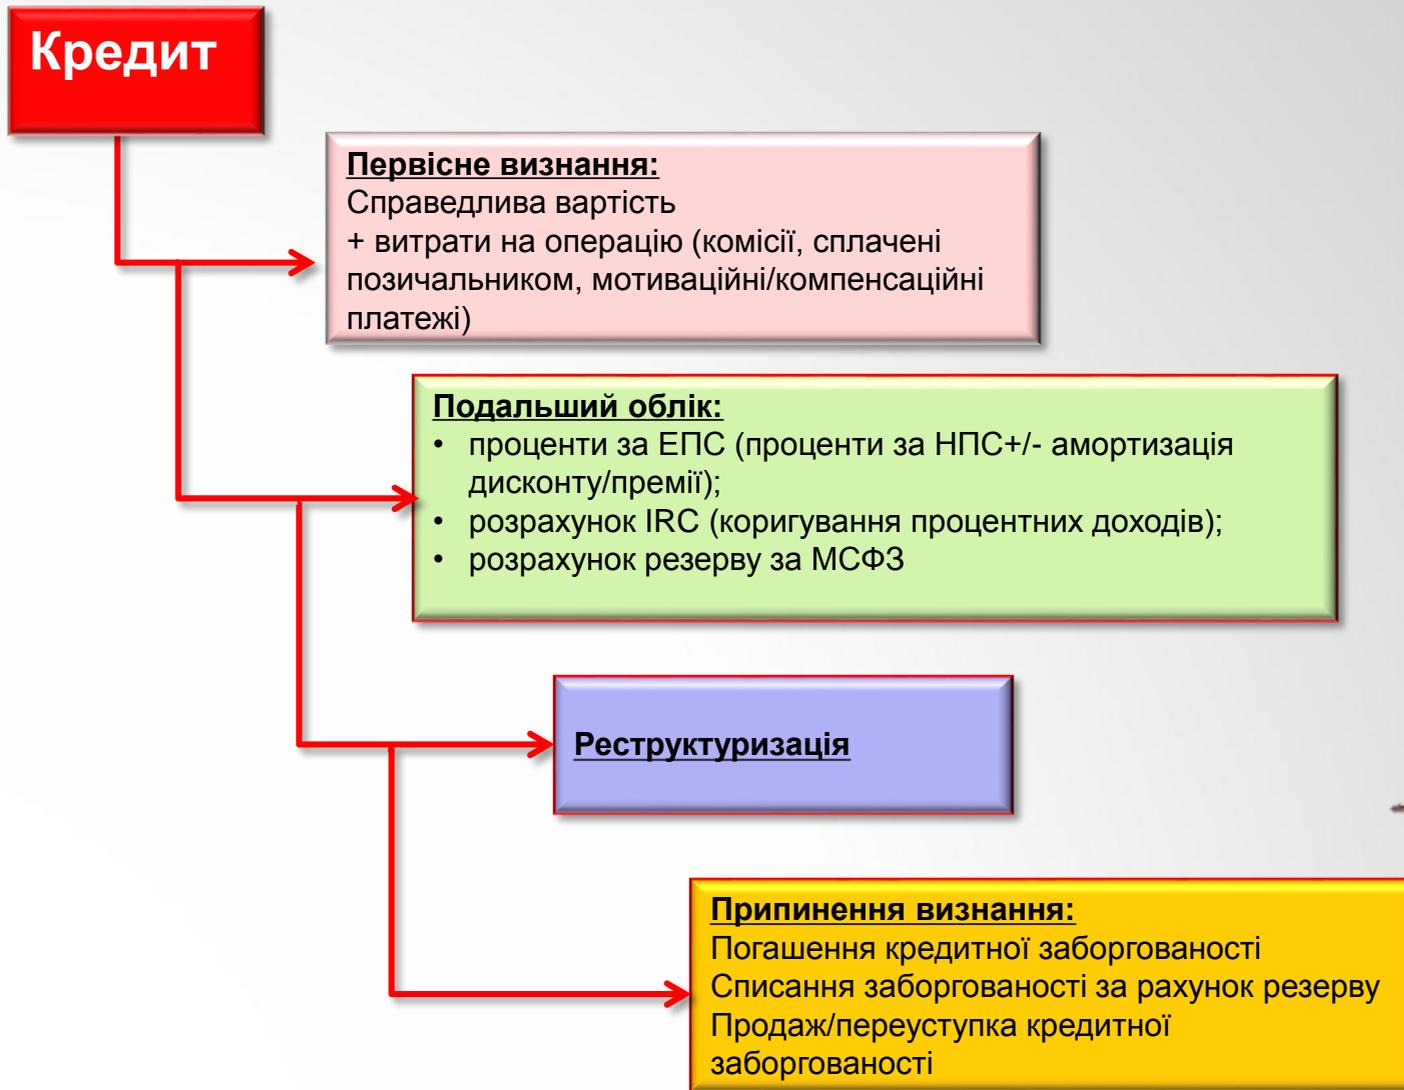 Кредит
Первісне визнання:
Справедлива вартість
+ витрати на операцію (комісії, сплачені
позичальником, мотиваційні/компенсаційні
платежі)
Подальший облік:
• проценти за ЕПС (проценти за НПС+/- амортизація
дисконту/премії);
• розрахунок IRC (коригування процентних доходів);
• розрахунок резерву за МСФЗ
Реструктуризація
Припинення визнання:
Погашення кредитної заборгованості
Списання заборгованості за рахунок резерву
Продаж/переуступка кредитної
заборгованості